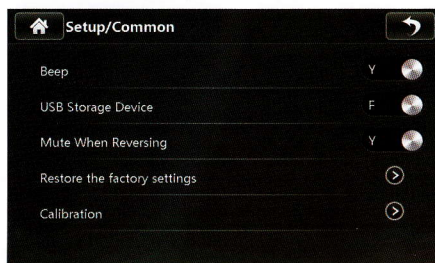 Setup/Common
Beep Y
USB Storage Device F
Mute When Reversing Y
Restore the factory settings
Calibration